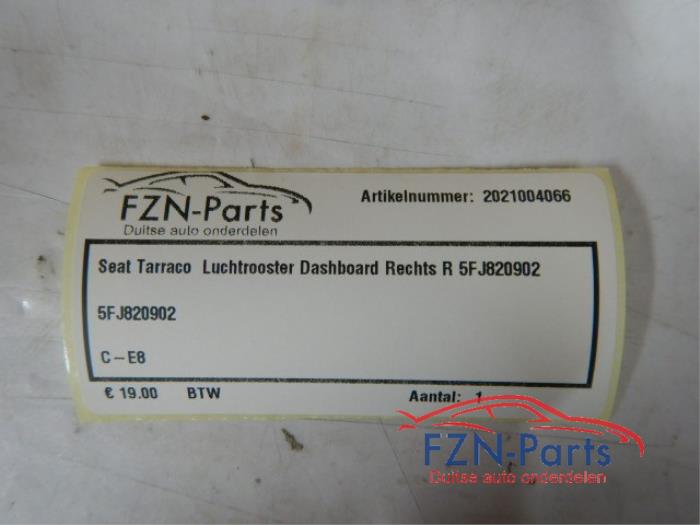 FZN-Parts
Duitse auto onderdelen
Artikelnummer: 2021004066
Seat Tarraco Luchtrooster Dashboard Rechts R 5FJ820902
5FJ820902
C-E8
€ 19.00 BTW Aantal: 1
FZN-Parts
Duitse auto onderdelen